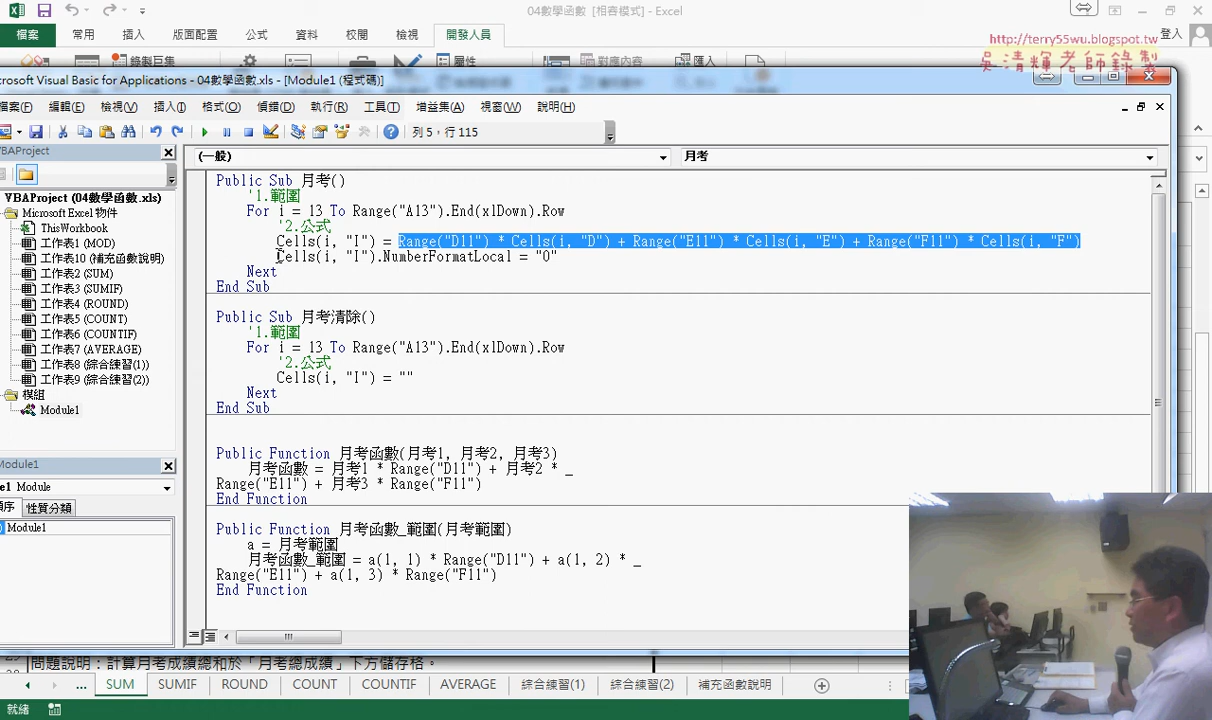 04數學函數 [相容模式] - Excel
http://terry55wu.blogspot.tw
登入
吳清輝老師錄製
檔案 常用 插入 版面配置 公式 資料 校閱 檢視 開發人員
錄製巨集 屬性 對應內容 匯入
crosoft Visual Basic for Applications - 04數學函數.xls - [Module1 (程式碼)]
檔案(F) 編輯(E) 檢視(V) 插入(I) 格式(O) 偵錯(D) 執行(R) 工具(T) 增益集(A) 視窗(W) 說明(H)
列 5，行 115
VBAProject
(一般) 月考
VBAProject (04數學函數.xls)
Microsoft Excel 物件
ThisWorkbook
工作表1 (MOD)
工作表10 (補充函數說明)
工作表2 (SUM)
工作表3 (SUMIF)
工作表4 (ROUND)
工作表5 (COUNT)
工作表6 (COUNTIF)
工作表7 (AVERAGE)
工作表8 (綜合練習(1))
工作表9 (綜合練習(2))
模組
Module1
Module1
le1 Module
序 性質分類
Module1
Public Sub 月考()
'1.範圍
For i = 13 To Range("A13").End(xlDown).Row
'2.公式
Cells(i, "I") = Range("D11") * Cells(i, "D") + Range("E11") * Cells(i, "E") + Range("F11") * Cells(i, "F")
Cells(i, "I").NumberFormatLocal = "0"
Next
End Sub
Public Sub 月考清除()
'1.範圍
For i = 13 To Range("A13").End(xlDown).Row
'2.公式
Cells(i, "I") = ""
Next
End Sub
Public Function 月考函數(月考1, 月考2, 月考3)
月考函數 = 月考1 * Range("D11") + 月考2 * _
Range("E11") + 月考3 * Range("F11")
End Function
Public Function 月考函數_範圍(月考範圍)
a = 月考範圍
月考函數_範圍 = a(1, 1) * Range("D11") + a(1, 2) * _
Range("E11") + a(1, 3) * Range("F11")
End Function
問題說明：計算月考成績總和於「月考總成績」下方儲存格。
... SUM SUMIF ROUND COUNT COUNTIF AVERAGE 綜合練習(1) 綜合練習(2) 補充函數說明
就緒